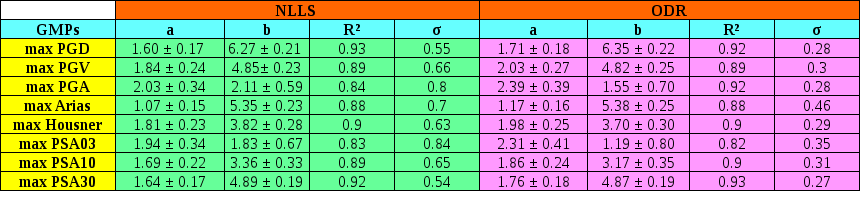 NLLS ODR
GMPs a b R² σ a b R² σ
max PGD 1.60 ± 0.17 6.27 ± 0.21 0.93 0.55 1.71 ± 0.18 6.35 ± 0.22 0.92 0.28
max PGV 1.84 ± 0.24 4.85± 0.23 0.89 0.66 2.03 ± 0.27 4.82 ± 0.25 0.89 0.3
max PGA 2.03 ± 0.34 2.11 ± 0.59 0.84 0.8 2.39 ± 0.39 1.55 ± 0.70 0.92 0.28
max Arias 1.07 ± 0.15 5.35 ± 0.23 0.88 0.7 1.17 ± 0.16 5.38 ± 0.25 0.88 0.46
max Housner 1.81 ± 0.23 3.82 ± 0.28 0.9 0.63 1.98 ± 0.25 3.70 ± 0.30 0.9 0.29
max PSA03 1.94 ± 0.34 1.83 ± 0.67 0.83 0.84 2.31 ± 0.41 1.19 ± 0.80 0.82 0.35
max PSA10 1.69 ± 0.22 3.36 ± 0.33 0.89 0.65 1.86 ± 0.24 3.17 ± 0.35 0.9 0.31
max PSA30 1.64 ± 0.17 4.89 ± 0.19 0.92 0.54 1.76 ± 0.18 4.87 ± 0.19 0.93 0.27